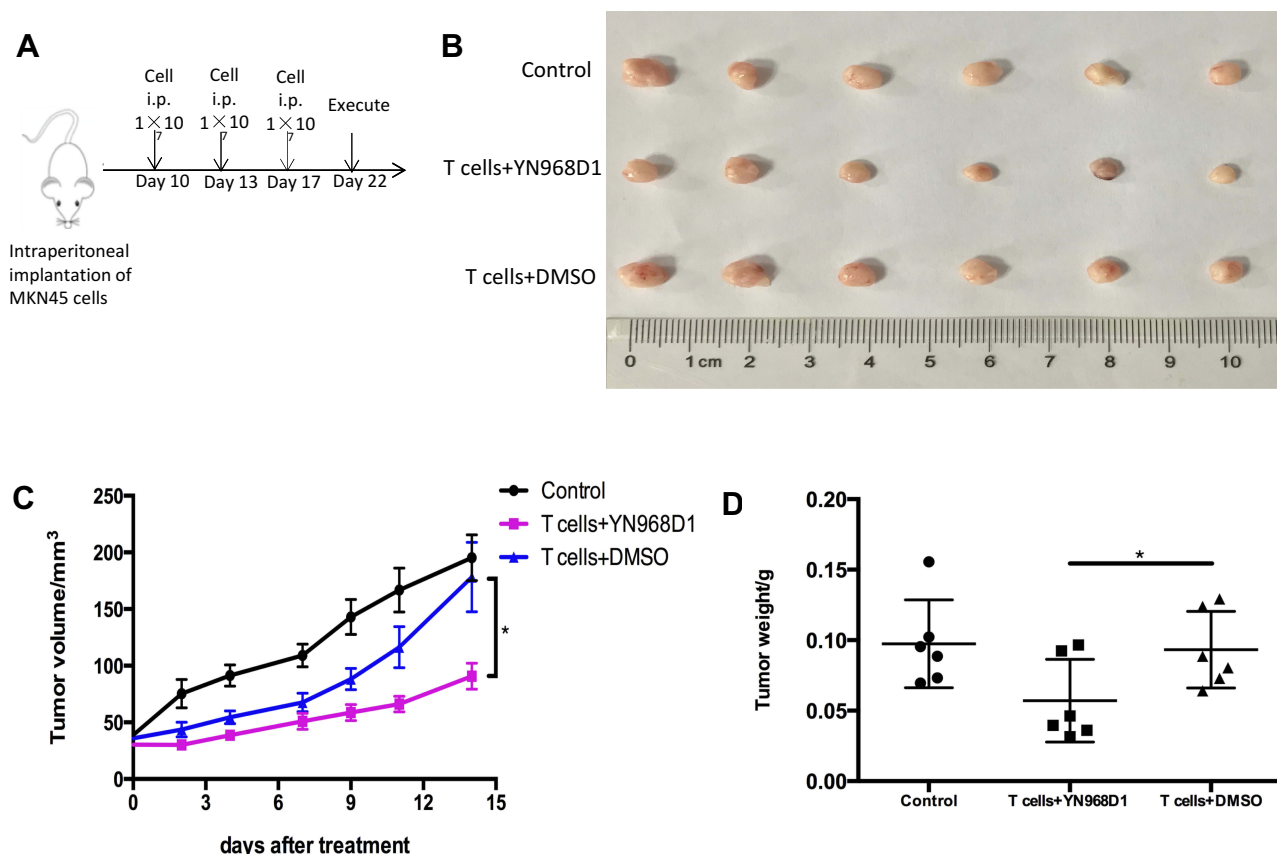 A
Cell
i.p.
1×10
7
Cell
i.p.
1×10
7
Cell
i.p.
1×10
7
Execute
Day 10
Day 13
Day 17
Day 22
Intraperitoneal
implantation of
MKN45 cells
B
Control
T cells+YN968D1
T cells+DMSO
0 1 cm 2 3 4 5 6 7 8 9 10
C
Tumor volume/mm³
250
200
150
100
50
0
0 3 6 9 12 15
days after treatment
Control
T cells+YN968D1
T cells+DMSO
*
D
Tumor weight/g
0.20
0.15
0.10
0.05
0.00
*
Control T cells+YN968D1 T cells+DMSO